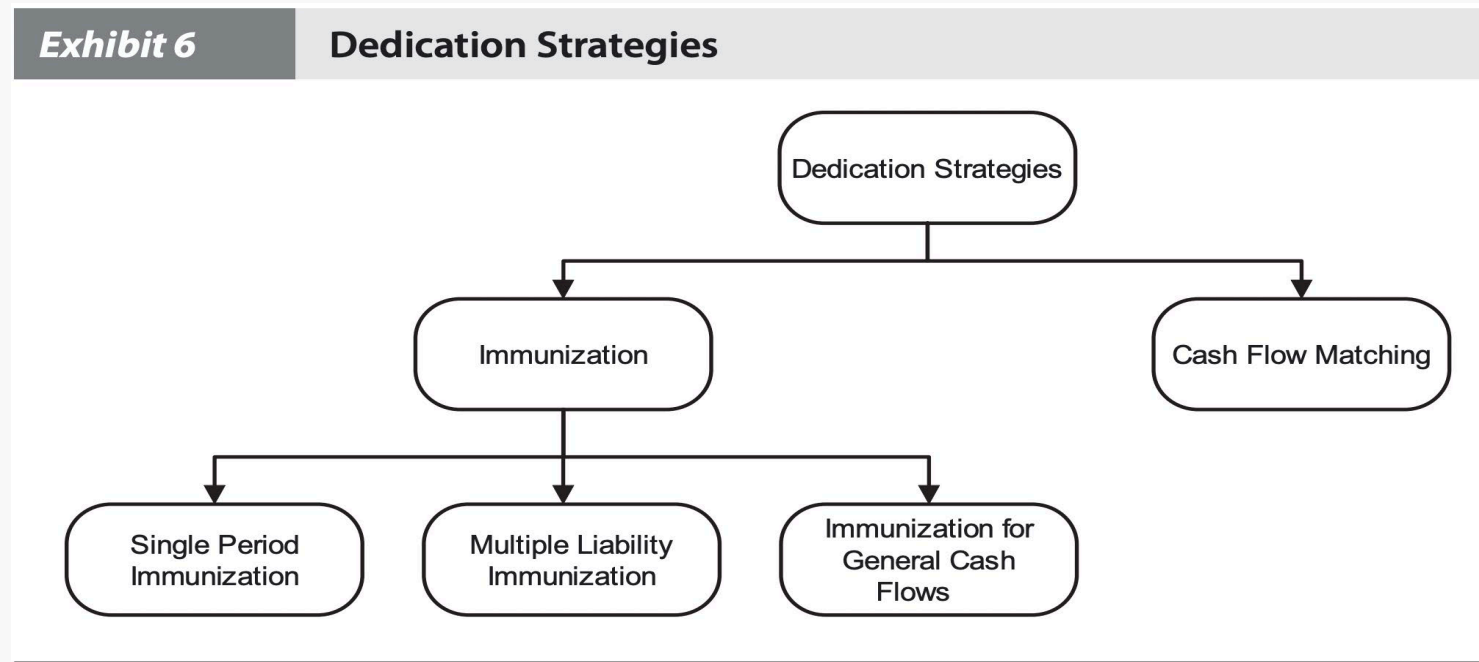 Exhibit 6
Dedication Strategies
Dedication Strategies
Immunization
Cash Flow Matching
Single Period
Immunization
Multiple Liability
Immunization
Immunization for
General Cash
Flows